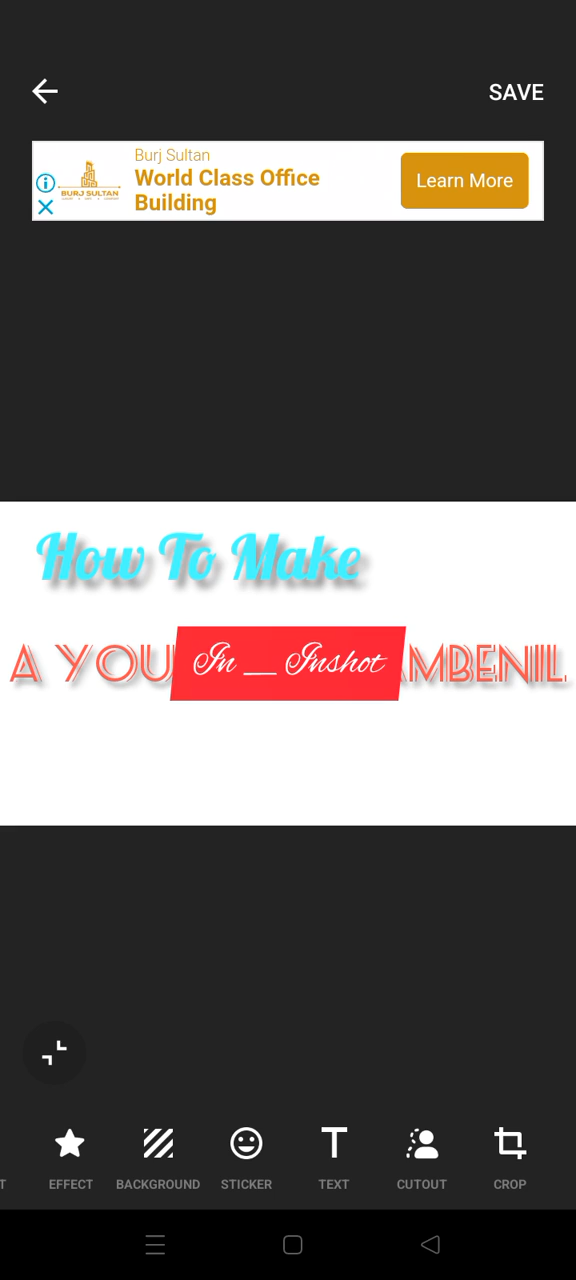 SAVE
Burj Sultan
World Class Office
Building
Learn More
BURJ SULTAN
How To Make
A YOU
In __ Inshot
MBENIL
T
EFFECT
BACKGROUND
STICKER
TEXT
CUTOUT
CROP